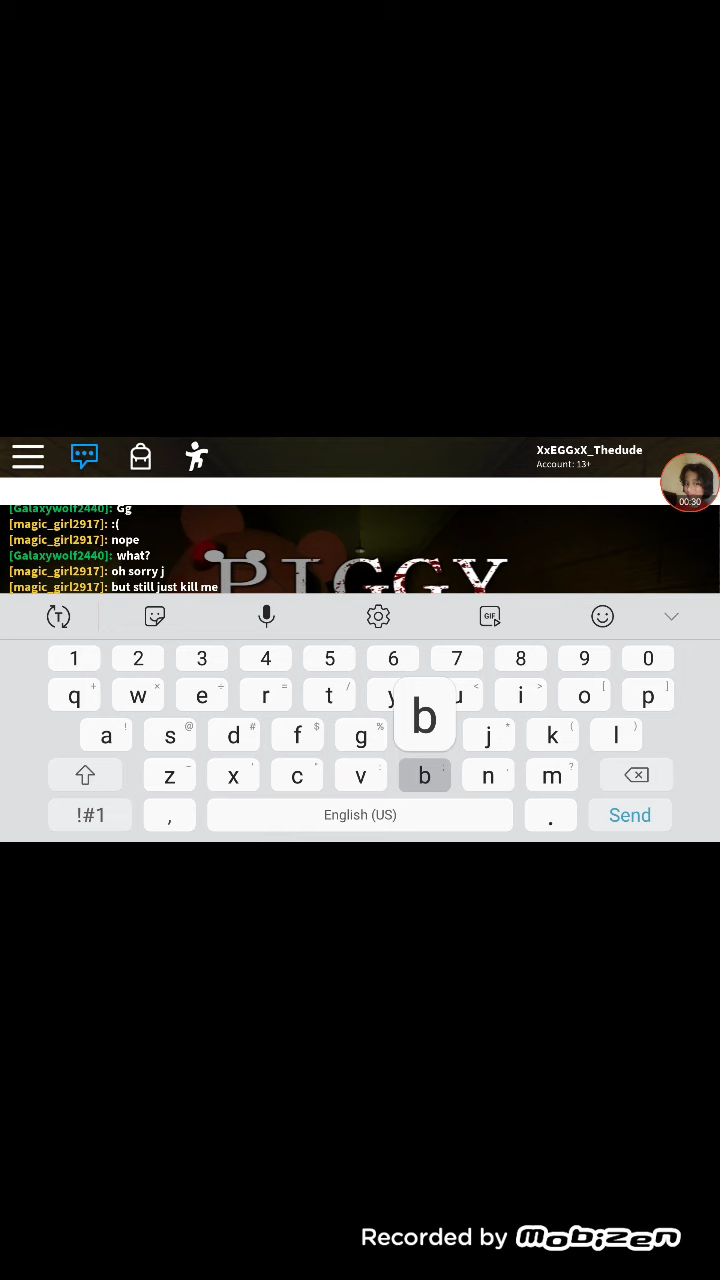 XxEGGxX_Thedude
Account: 13+
00:30
[Galaxywolf2440]: Gg
[magic_girl2917]: :(
[magic_girl2917]: nope
[Galaxywolf2440]: what?
[magic_girl2917]: oh sorry j
[magic_girl2917]: but still just kill me
PIGGY
T GIF
1 2 3 4 5 6 7 8 9 0
q + w × e ÷ r = t / y u < i > o [ p ]
b
a ! s @ d # f $ g % j * k ( l )
z - x ' c " v : b ; n , m ?
!#1 , English (US) . Send
Recorded by mobizen